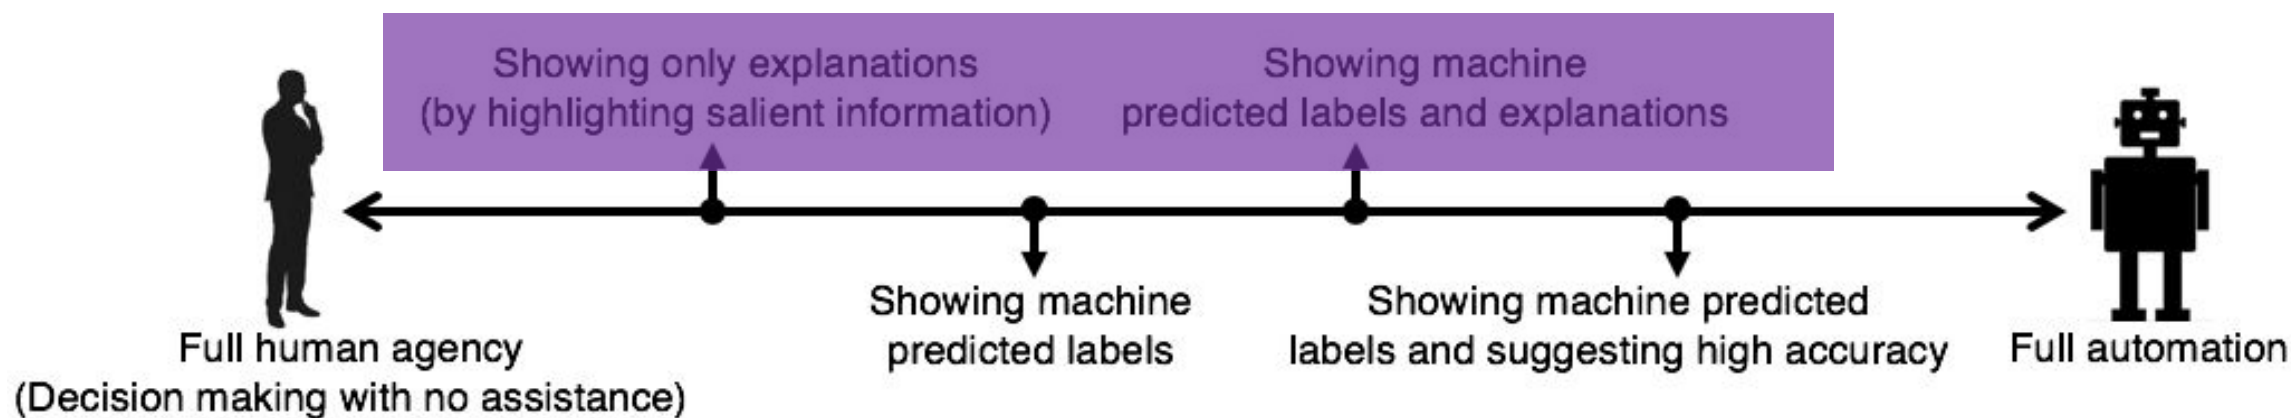 Showing only explanations
(by highlighting salient information)
Showing machine
predicted labels and explanations
Showing machine
predicted labels
Showing machine predicted
labels and suggesting high accuracy
Full human agency
(Decision making with no assistance)
Full automation